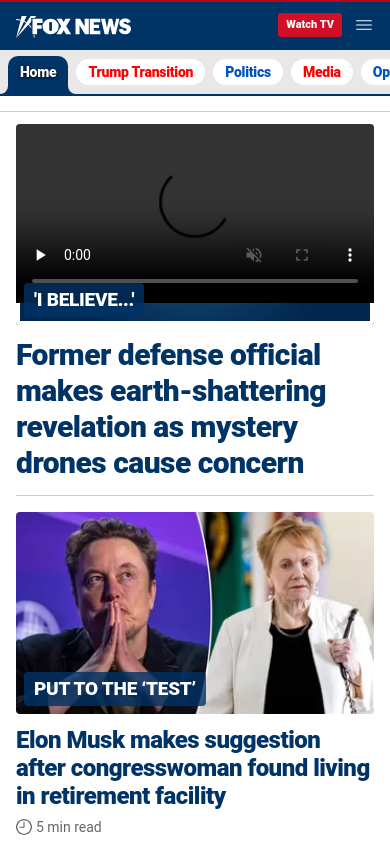 FOX NEWS
Watch TV
Home
Trump Transition
Politics
Media
Op
0:00
'I BELIEVE...'
Former defense official
makes earth-shattering
revelation as mystery
drones cause concern
PUT TO THE ‘TEST’
Elon Musk makes suggestion
after congresswoman found living
in retirement facility
5 min read